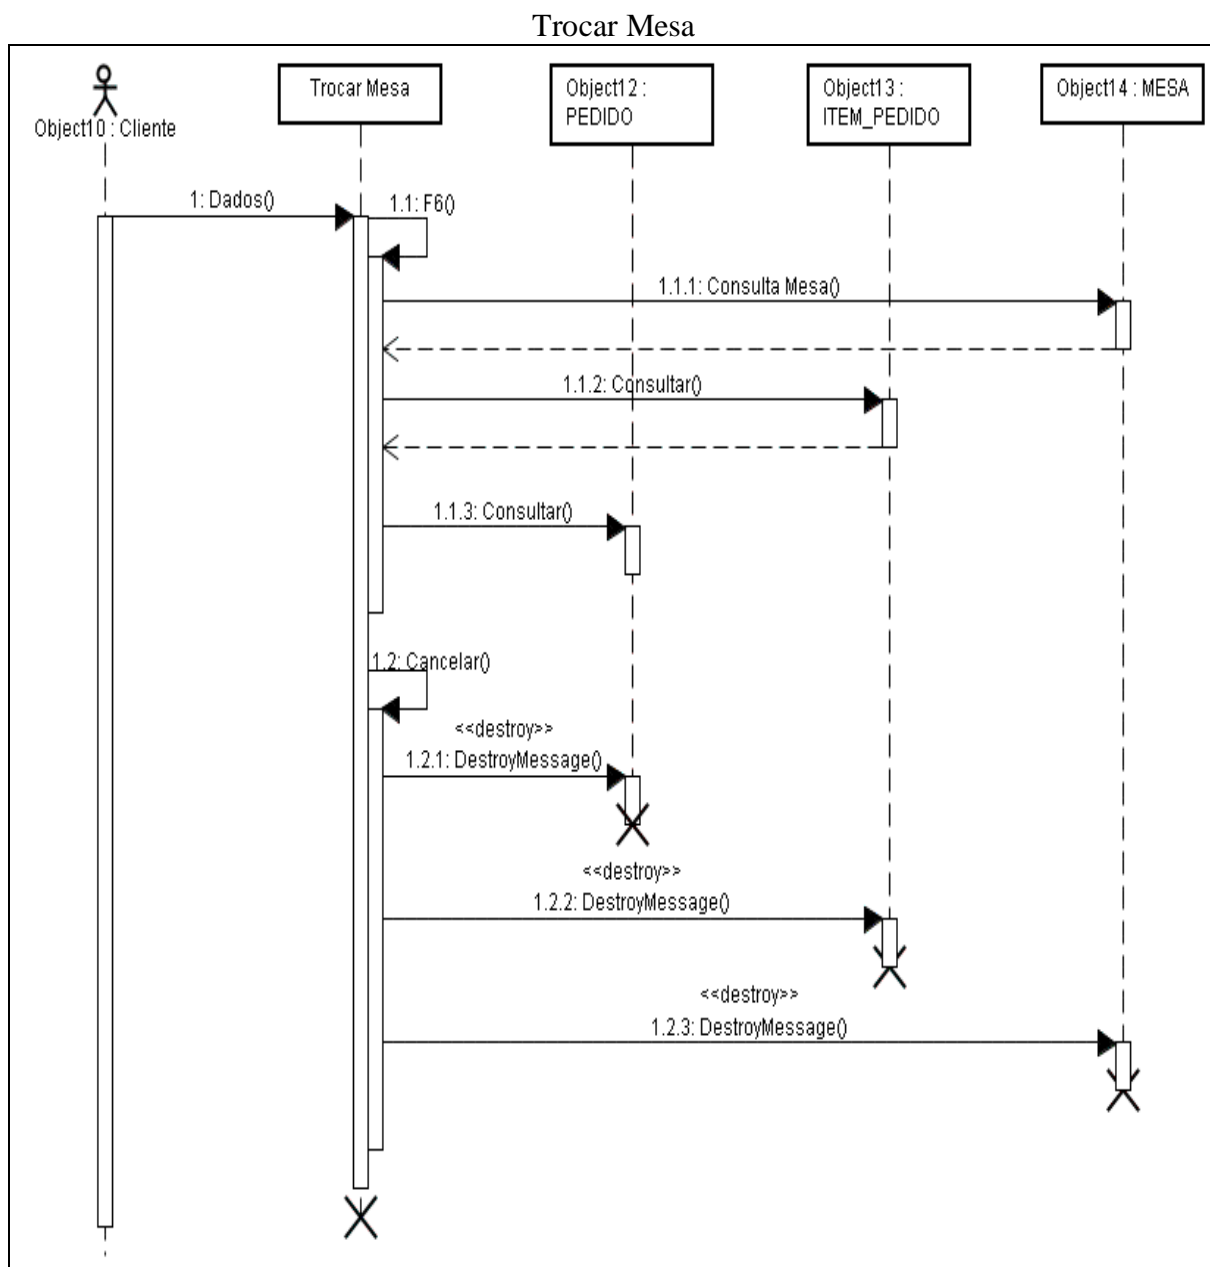 Trocar Mesa
Object10 : Cliente
Trocar Mesa
Object12 :
PEDIDO
Object13 :
ITEM_PEDIDO
Object14 : MESA
1: Dados()
1.1: F6()
1.1.1: Consulta Mesa()
1.1.2: Consultar()
1.1.3: Consultar()
1.2: Cancelar()
<<destroy>>
1.2.1: DestroyMessage()
<<destroy>>
1.2.2: DestroyMessage()
<<destroy>>
1.2.3: DestroyMessage()